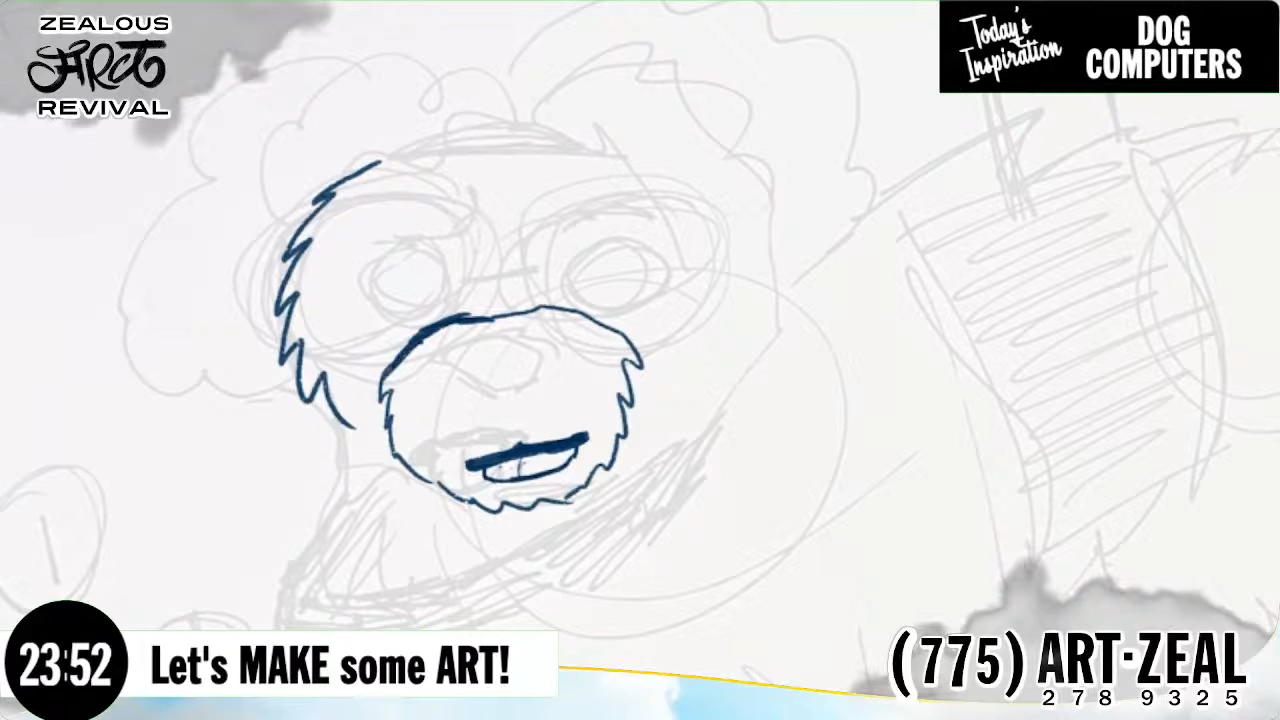 ZEALOUS
ART
REVIVAL
Today's
Inspiration
DOG
COMPUTERS
23:52
Let's MAKE some ART!
(775) ART-ZEAL
278 9325